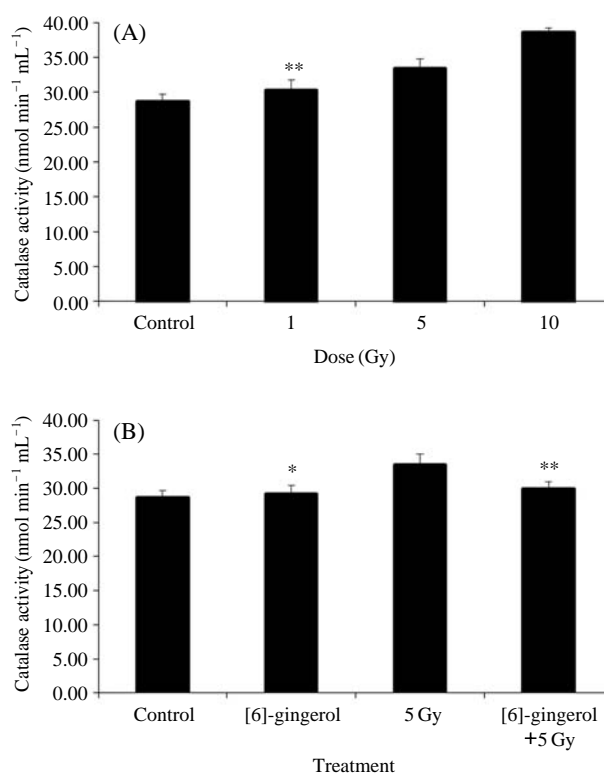 (A)
Catalase activity (nmol min⁻¹ mL⁻¹)
40.00
35.00
30.00
25.00
20.00
15.00
10.00
5.00
0.00
**
Control 1 5 10
Dose (Gy)
(B)
Catalase activity (nmol min⁻¹ mL⁻¹)
40.00
35.00
30.00
25.00
20.00
15.00
10.00
5.00
0.00
* **
Control [6]-gingerol 5 Gy [6]-gingerol
+5 Gy
Treatment